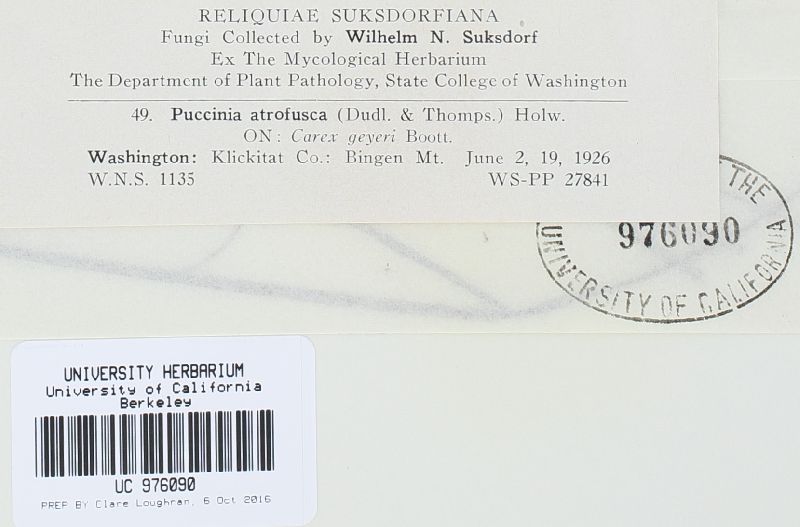 RELIQUIAE SUKSDORFIANA
Fungi Collected by Wilhelm N. Suksdorf
Ex The Mycological Herbarium
The Department of Plant Pathology, State College of Washington
49. Puccinia atrofusca (Dudl. & Thomps.) Holw.
ON: Carex geyeri Boott.
Washington: Klickitat Co.: Bingen Mt. June 2, 19, 1926
W.N.S. 1135 WS-PP 27841
OF THE
976090
UNIVERSITY OF CALIFORNIA
UNIVERSITY HERBARIUM
University of California
Berkeley
UC 976090
PREP BY Clare Loughran, 6 Oct 2016